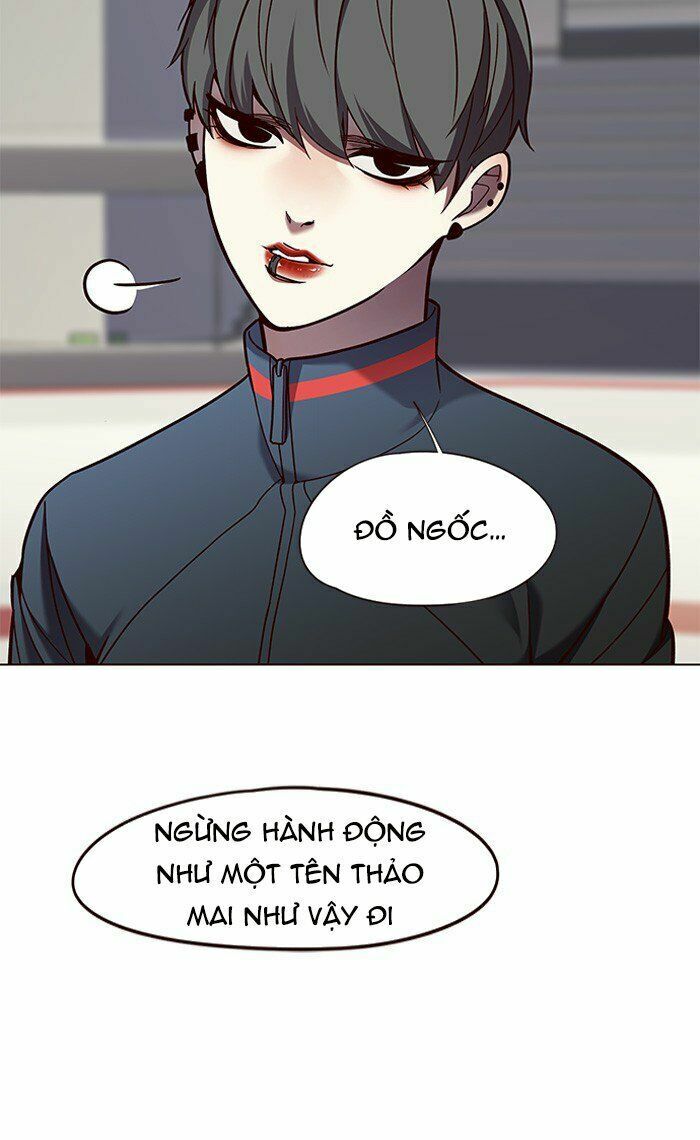 ĐỒ NGỐC...
NGỪNG HÀNH ĐỘNG
NHƯ MỘT TÊN THẢO
MAI NHƯ VẬY ĐI